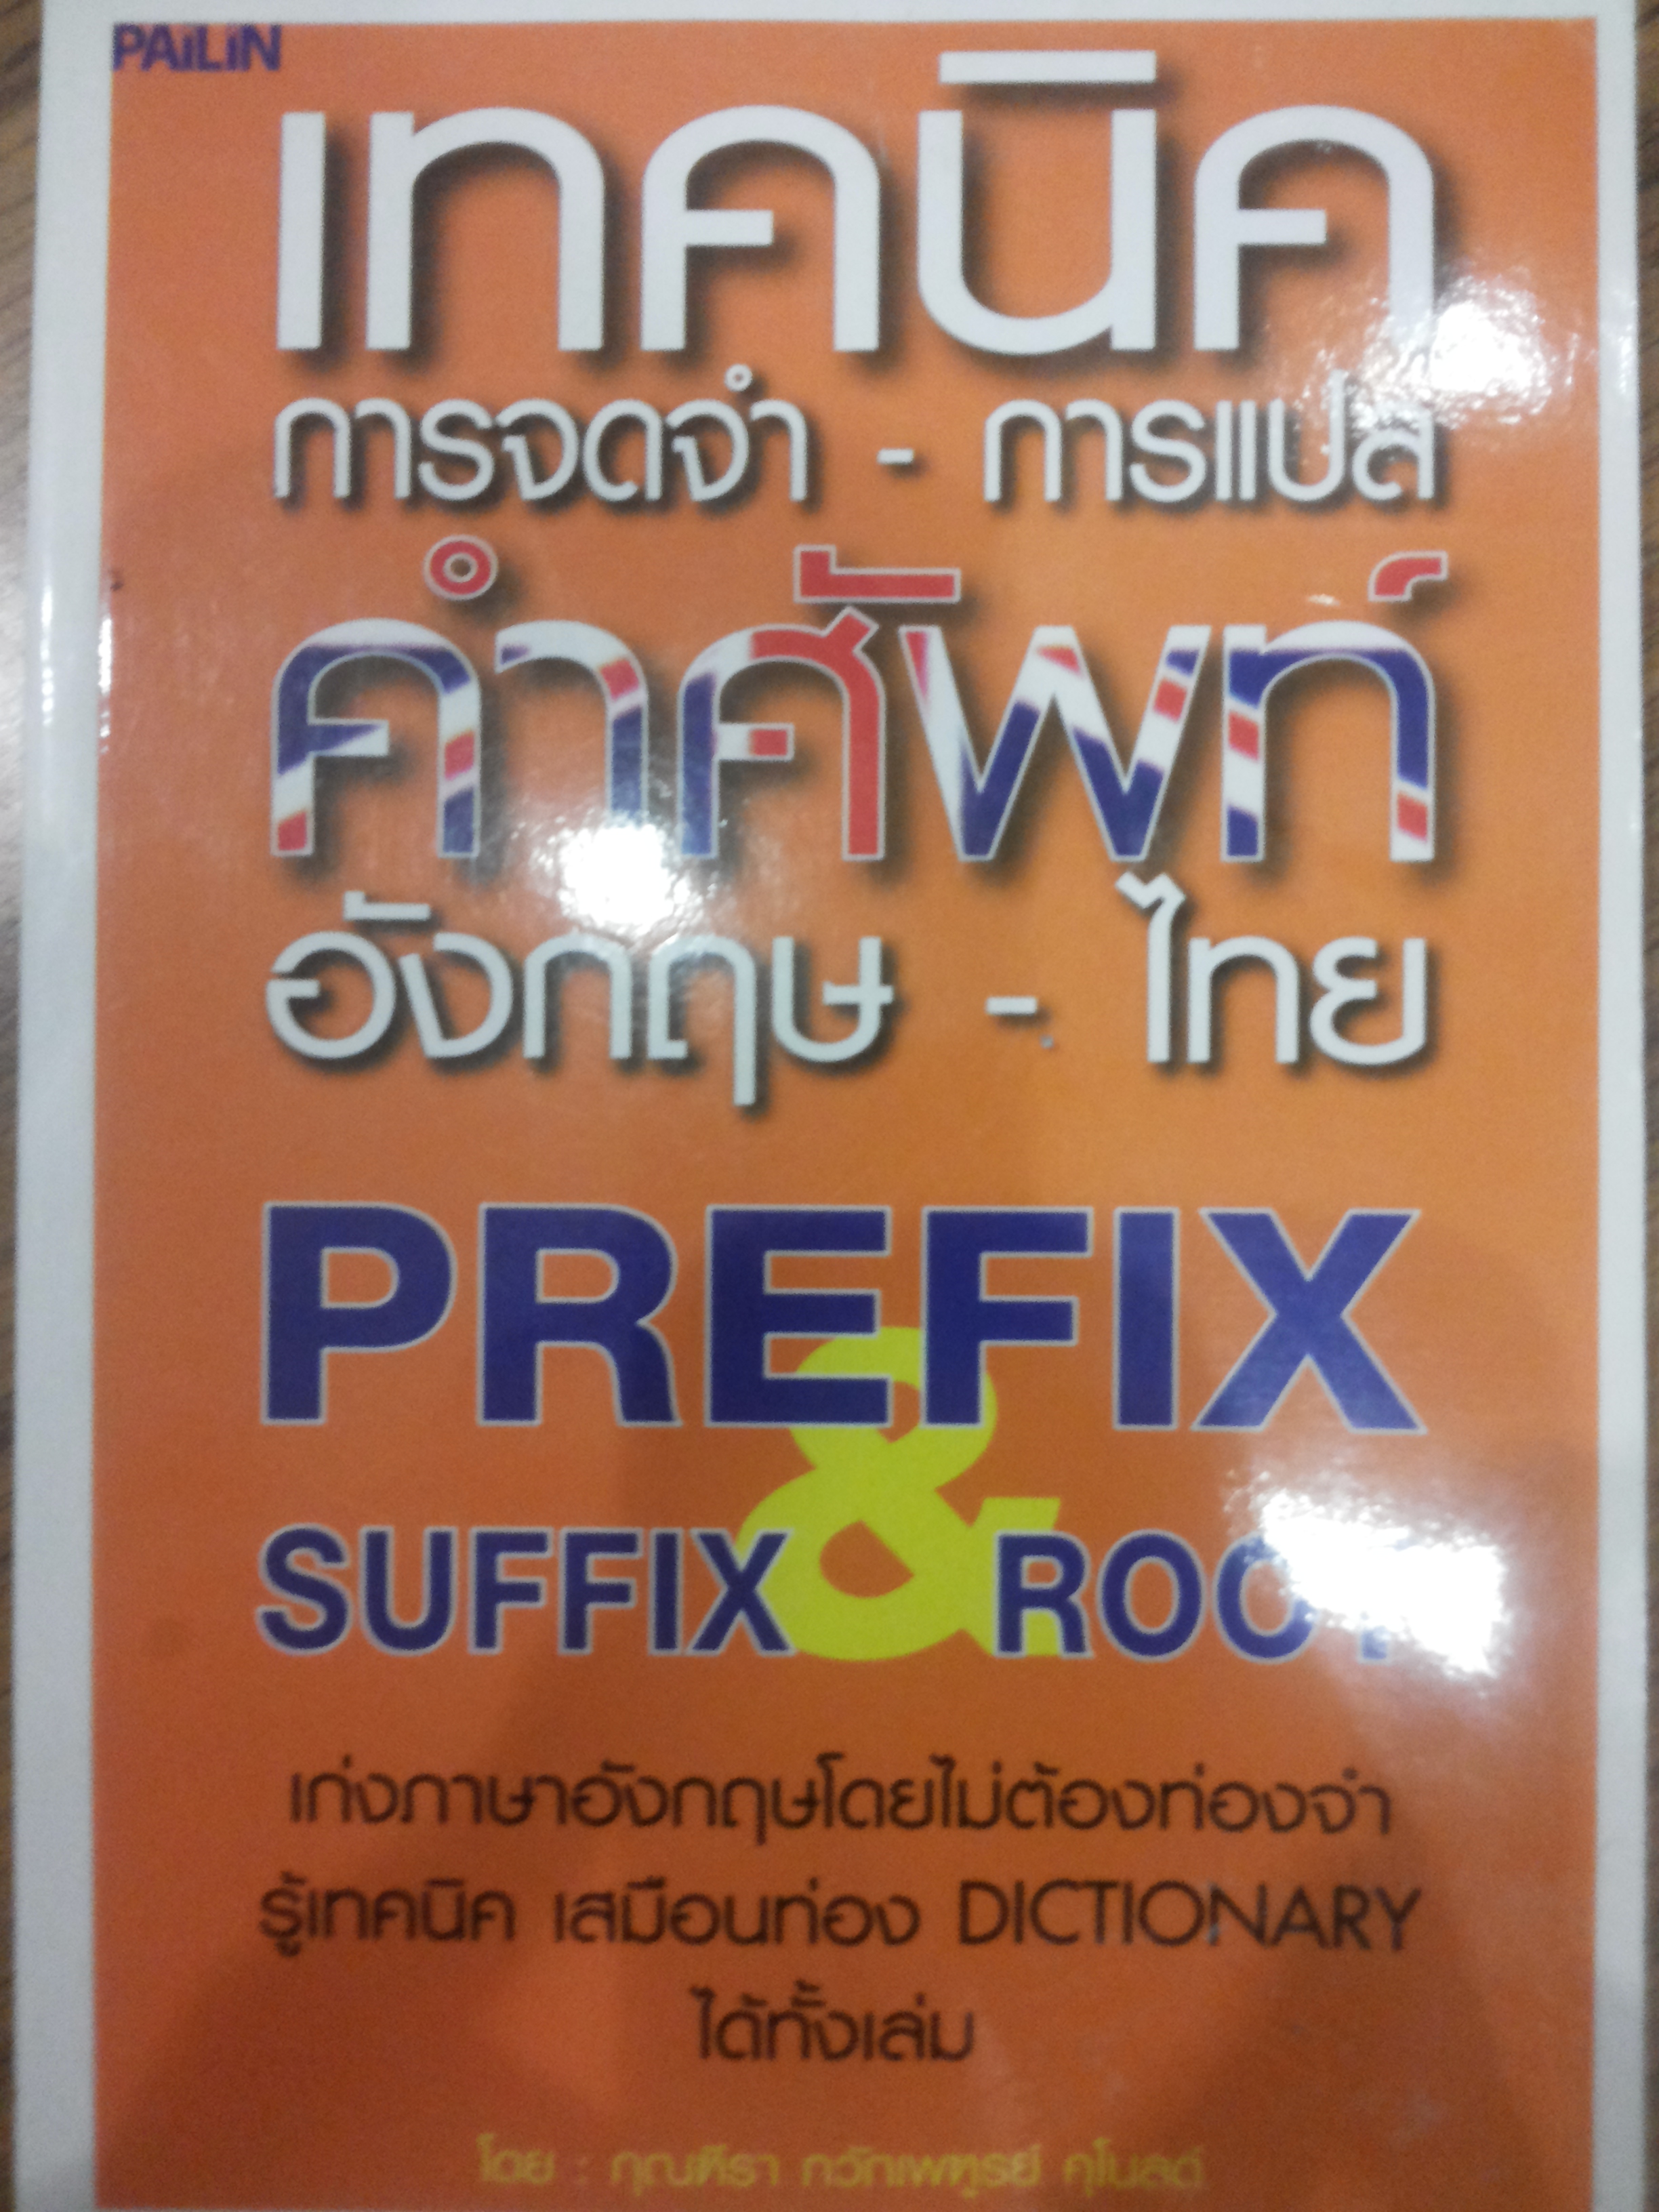 PAiLiN
เทคนิค
การจดจำ - การแปล
คำศัพท์
อังกฤษ - ไทย
PREFIX
&
SUFFIX ROOT
เก่งภาษาอังกฤษโดยไม่ต้องท่องจำ
รู้เทคนิค เสมือนท่อง DICTIONARY
ได้ทั้งเล่ม
โดย :